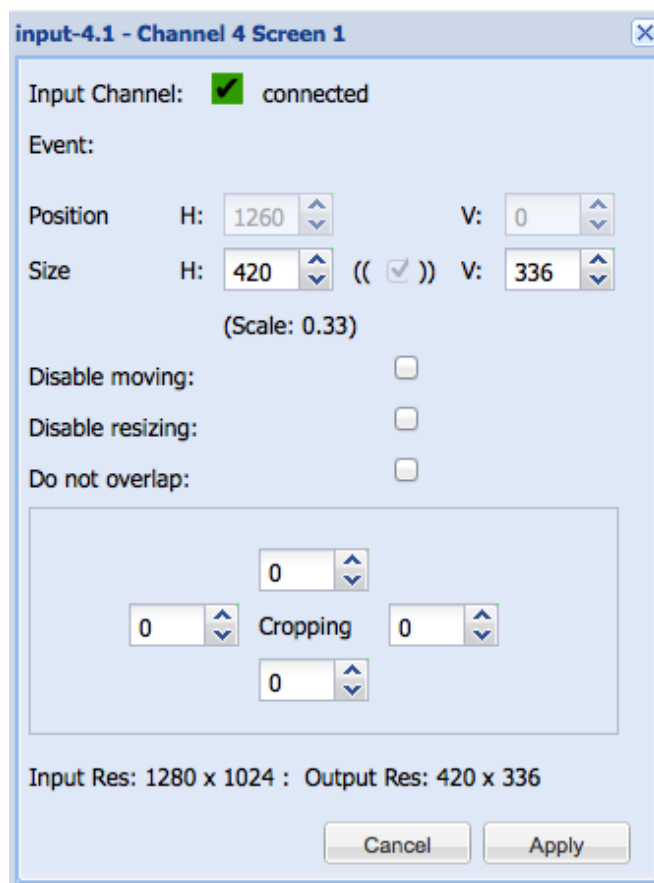 input-4.1 - Channel 4 Screen 1
Input Channel: connected
Event:
Position H: 1260 V: 0
Size H: 420 (( )) V: 336
(Scale: 0.33)
Disable moving:
Disable resizing:
Do not overlap:
0
0 Cropping 0
0
Input Res: 1280 x 1024 : Output Res: 420 x 336
Cancel Apply